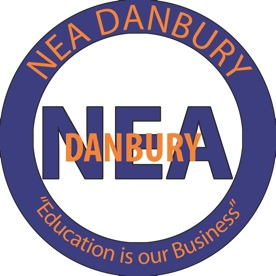 NEA DANBURY
NEA
DANBURY
"Education is our Business"